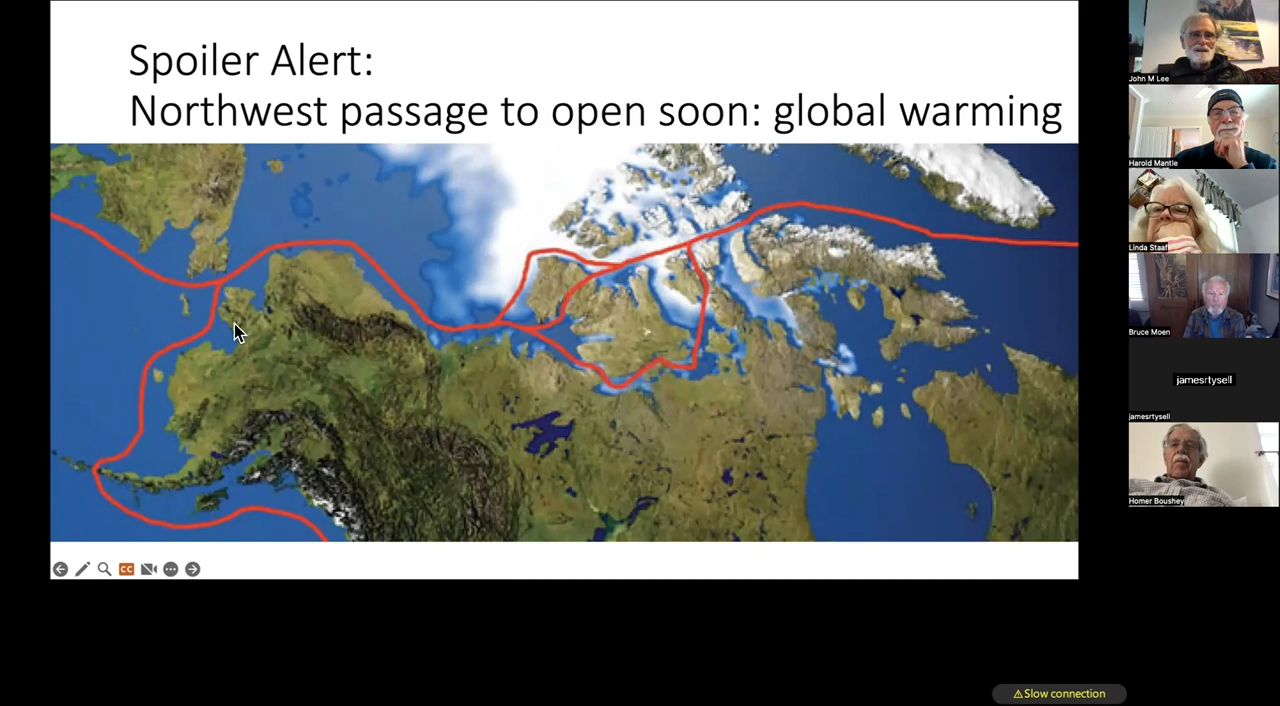 Spoiler Alert:
Northwest passage to open soon: global warming
CC
John M Lee
Harold Mantle
Linda Staaf
Bruce Moen
jamesrtysell
jamesrtysell
Homer Boushey
⚠Slow connection